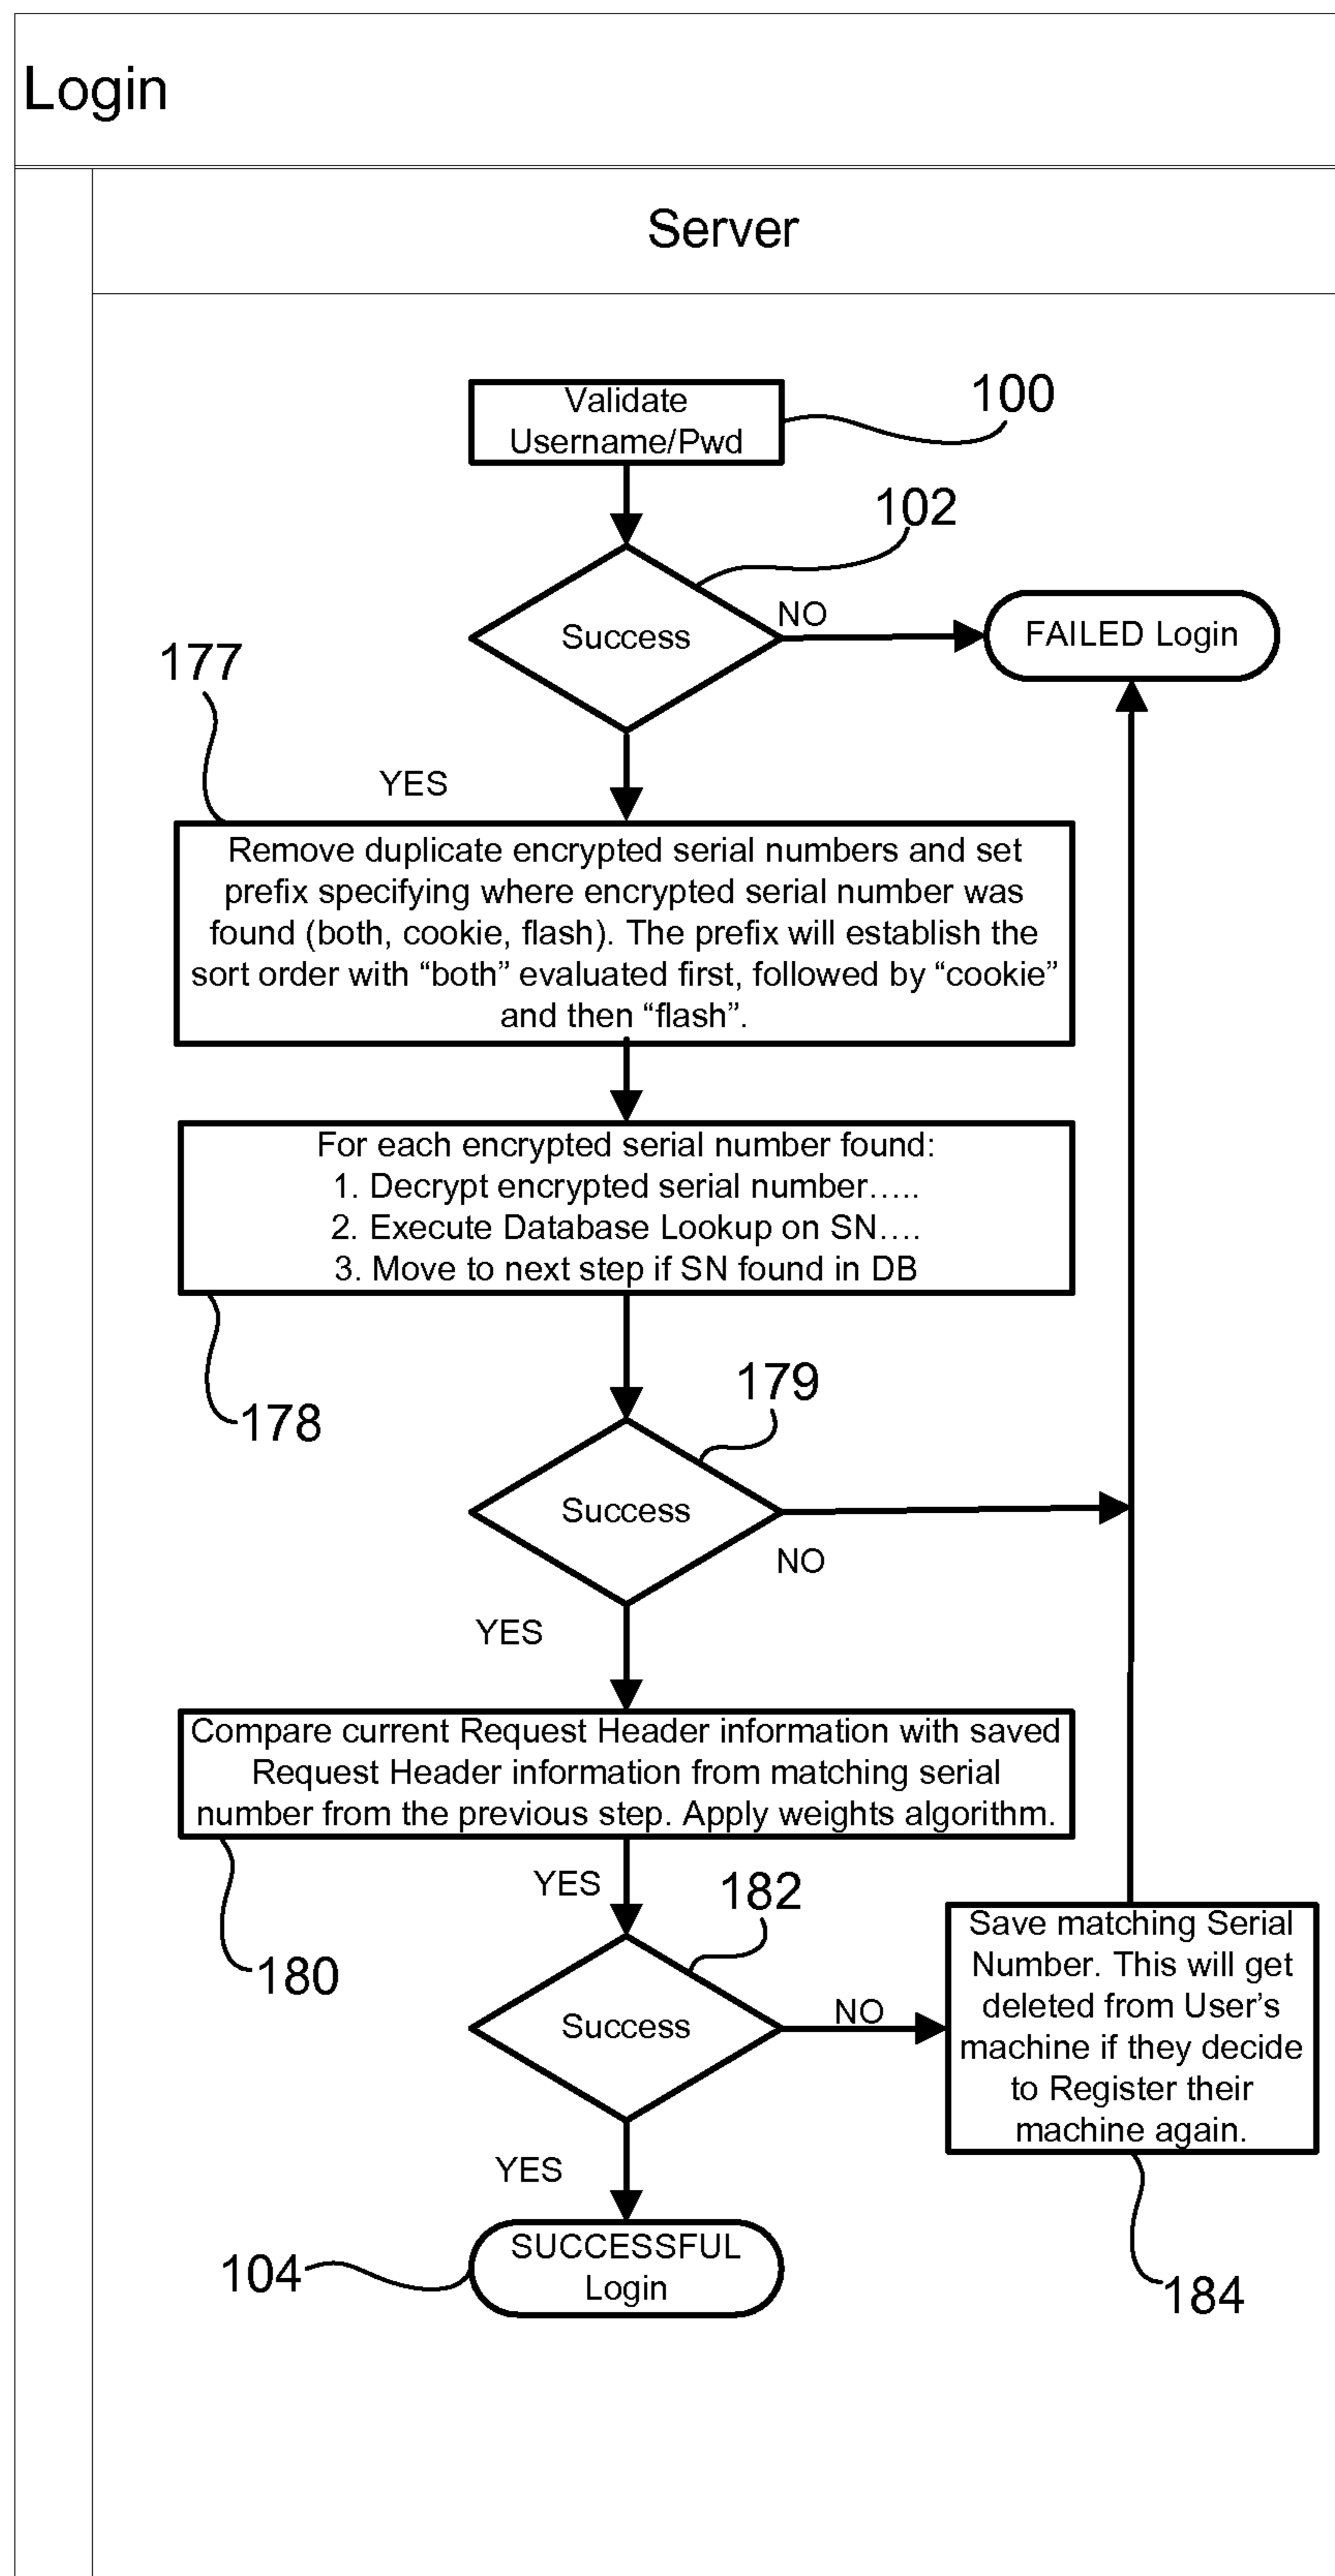 Login
Server
Validate
Username/Pwd
100
102
Success
NO
FAILED Login
177
YES
Remove duplicate encrypted serial numbers and set
prefix specifying where encrypted serial number was
found (both, cookie, flash). The prefix will establish the
sort order with “both” evaluated first, followed by “cookie”
and then “flash”.
For each encrypted serial number found:
1. Decrypt encrypted serial number…..
2. Execute Database Lookup on SN….
3. Move to next step if SN found in DB
178
179
Success
NO
YES
Compare current Request Header information with saved
Request Header information from matching serial
number from the previous step. Apply weights algorithm.
180
YES
182
Success
NO
Save matching Serial
Number. This will get
deleted from User’s
machine if they decide
to Register their
machine again.
184
YES
SUCCESSFUL
Login
104